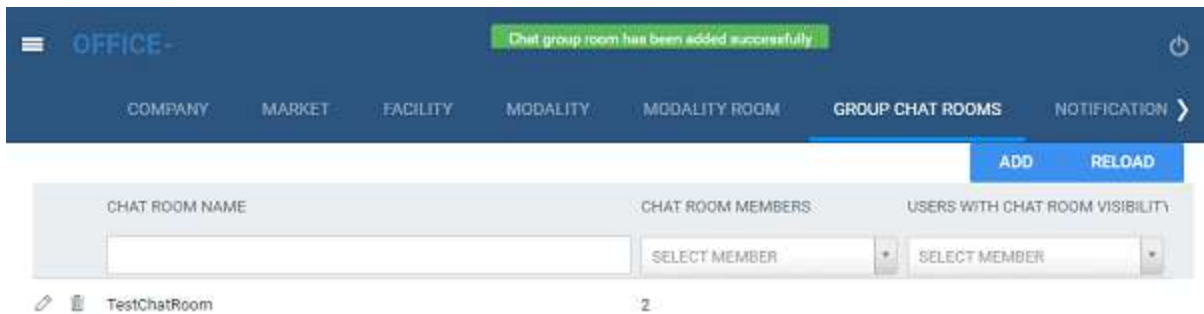 OFFICE-
Chat group room has been added successfully
COMPANY MARKET FACILITY MODALITY MODALITY ROOM GROUP CHAT ROOMS NOTIFICATION
ADD RELOAD
CHAT ROOM NAME CHAT ROOM MEMBERS USERS WITH CHAT ROOM VISIBILITY
SELECT MEMBER SELECT MEMBER
TestChatRoom 2